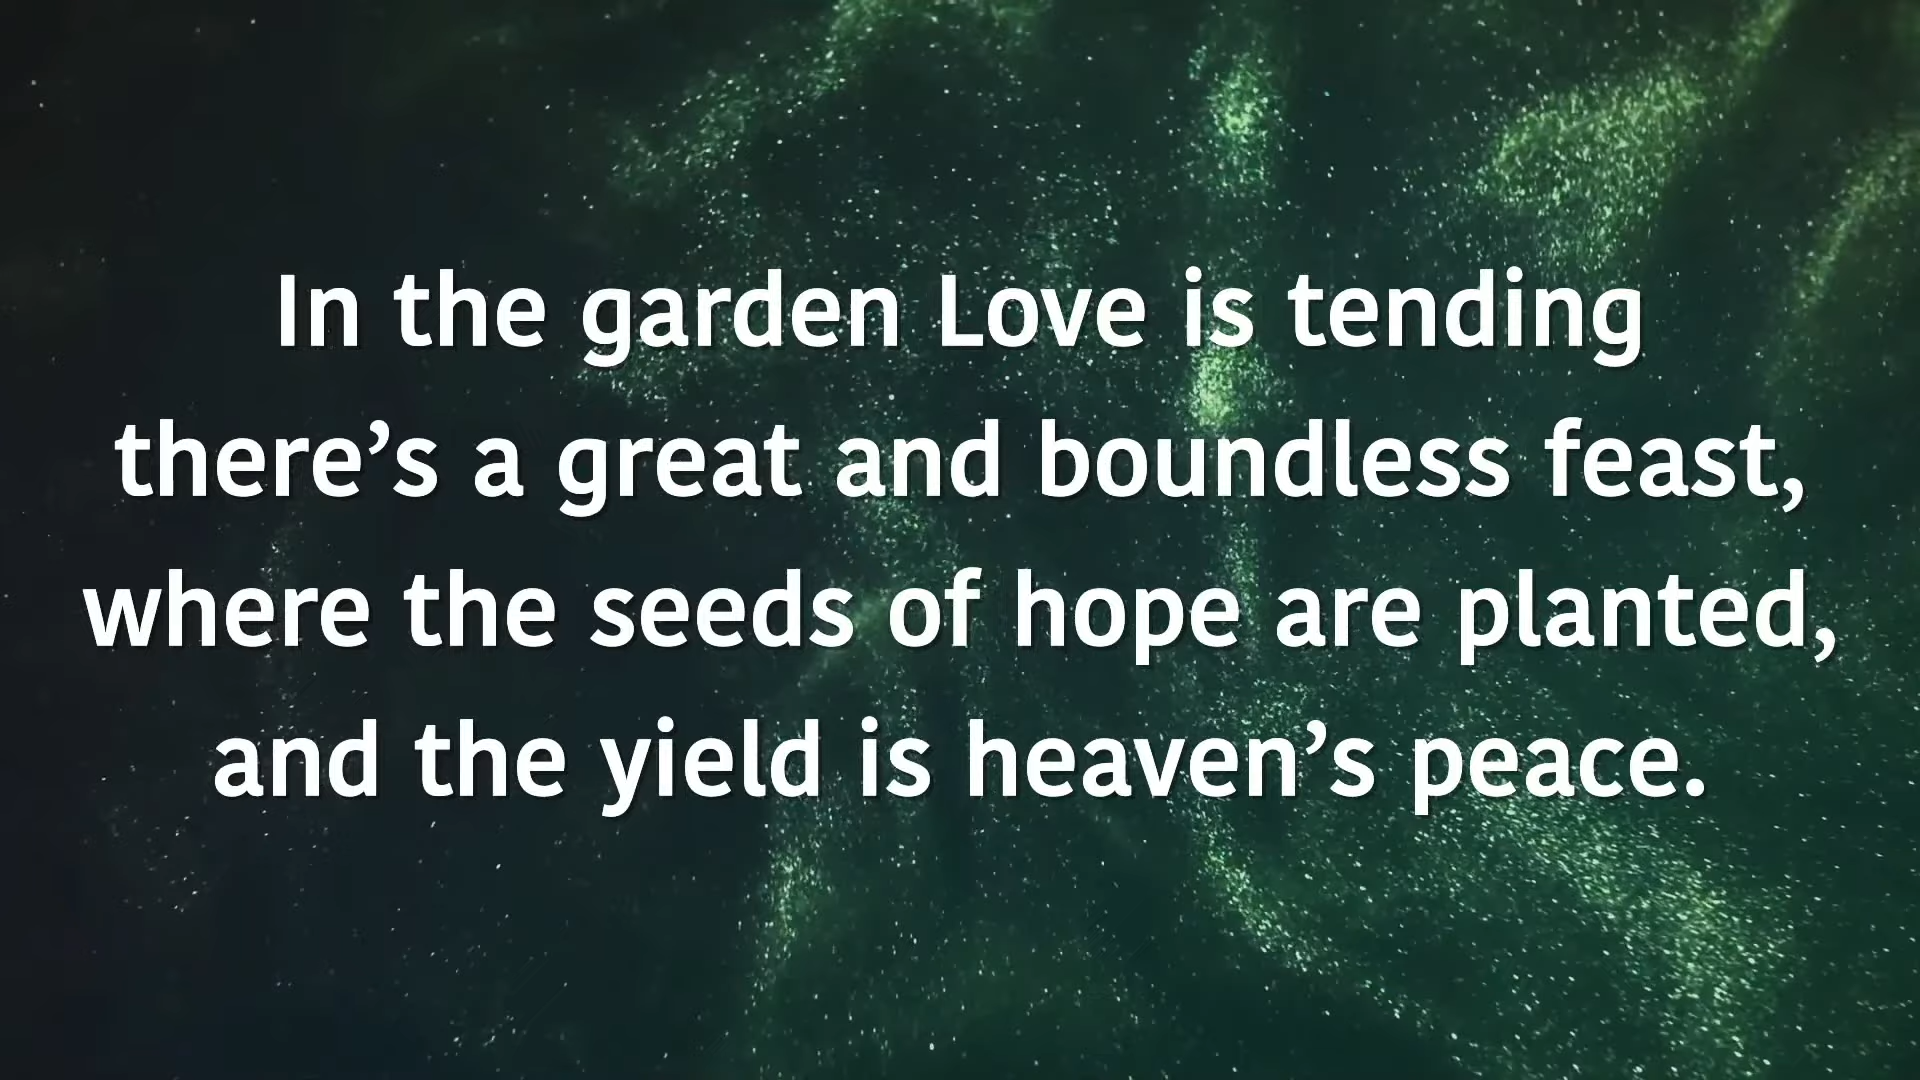 In the garden Love is tending
there’s a great and boundless feast,
where the seeds of hope are planted,
and the yield is heaven’s peace.